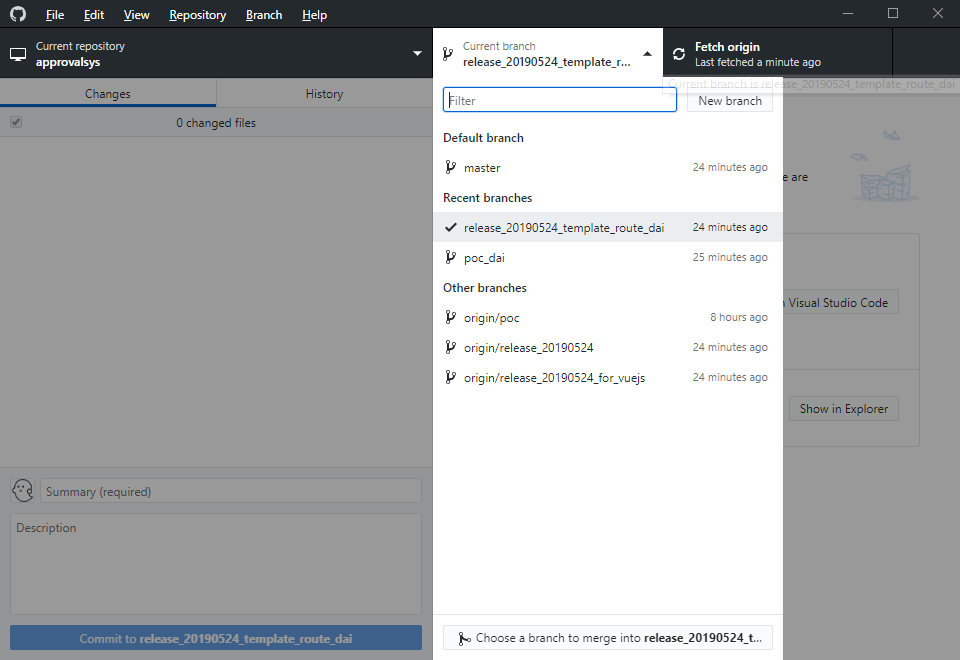 File Edit View Repository Branch Help
Current repository
approvalsys
Current branch
release_20190524_template_r...
Fetch origin
Last fetched a minute ago
Current branch is release_20190524_template_route_dai
Changes
History
0 changed files
Filter
New branch
Default branch
master 24 minutes ago
Recent branches
release_20190524_template_route_dai 24 minutes ago
poc_dai 25 minutes ago
Other branches
origin/poc 8 hours ago
origin/release_20190524 24 minutes ago
origin/release_20190524_for_vuejs 24 minutes ago
e are
Visual Studio Code
Show in Explorer
Summary (required)
Description
Commit to release_20190524_template_route_dai
Choose a branch to merge into release_20190524_t...